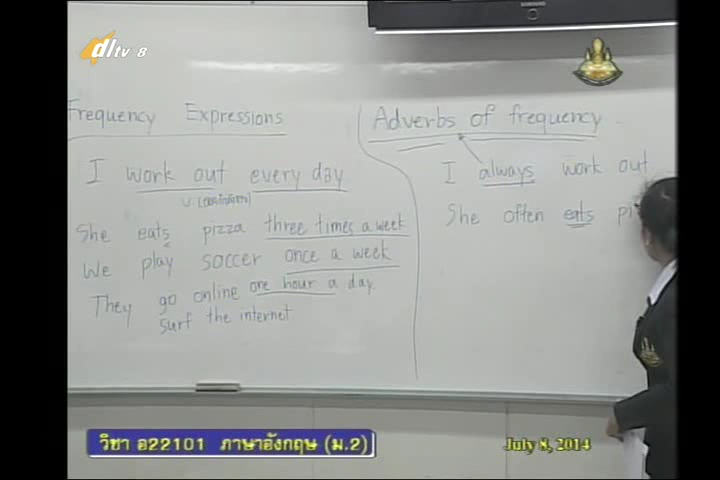 dltv 8
Frequency Expressions
I work out every day
v. (ออกกำลังกาย)
She eats pizza three times a week
We play soccer once a week
They go online one hour a day
surf the internet
Adverbs of frequency
I always work out
She often eats pi
วิชา อ22101 ภาษาอังกฤษ (ม.2)
July 8, 2014